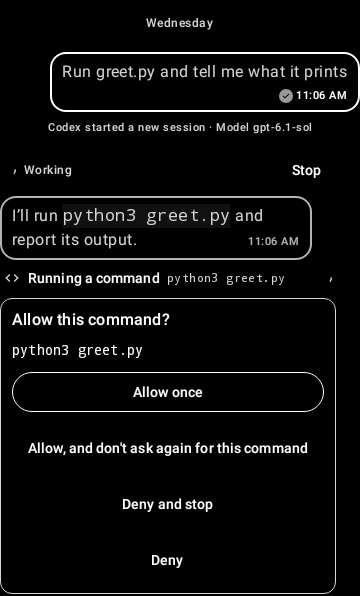 Wednesday
Run greet.py and tell me what it prints
11:06 AM
Codex started a new session · Model gpt-6.1-sol
Working
Stop
I'll run python3 greet.py and
report its output.
11:06 AM
Running a command python3 greet.py
Allow this command?
python3 greet.py
Allow once
Allow, and don't ask again for this command
Deny and stop
Deny